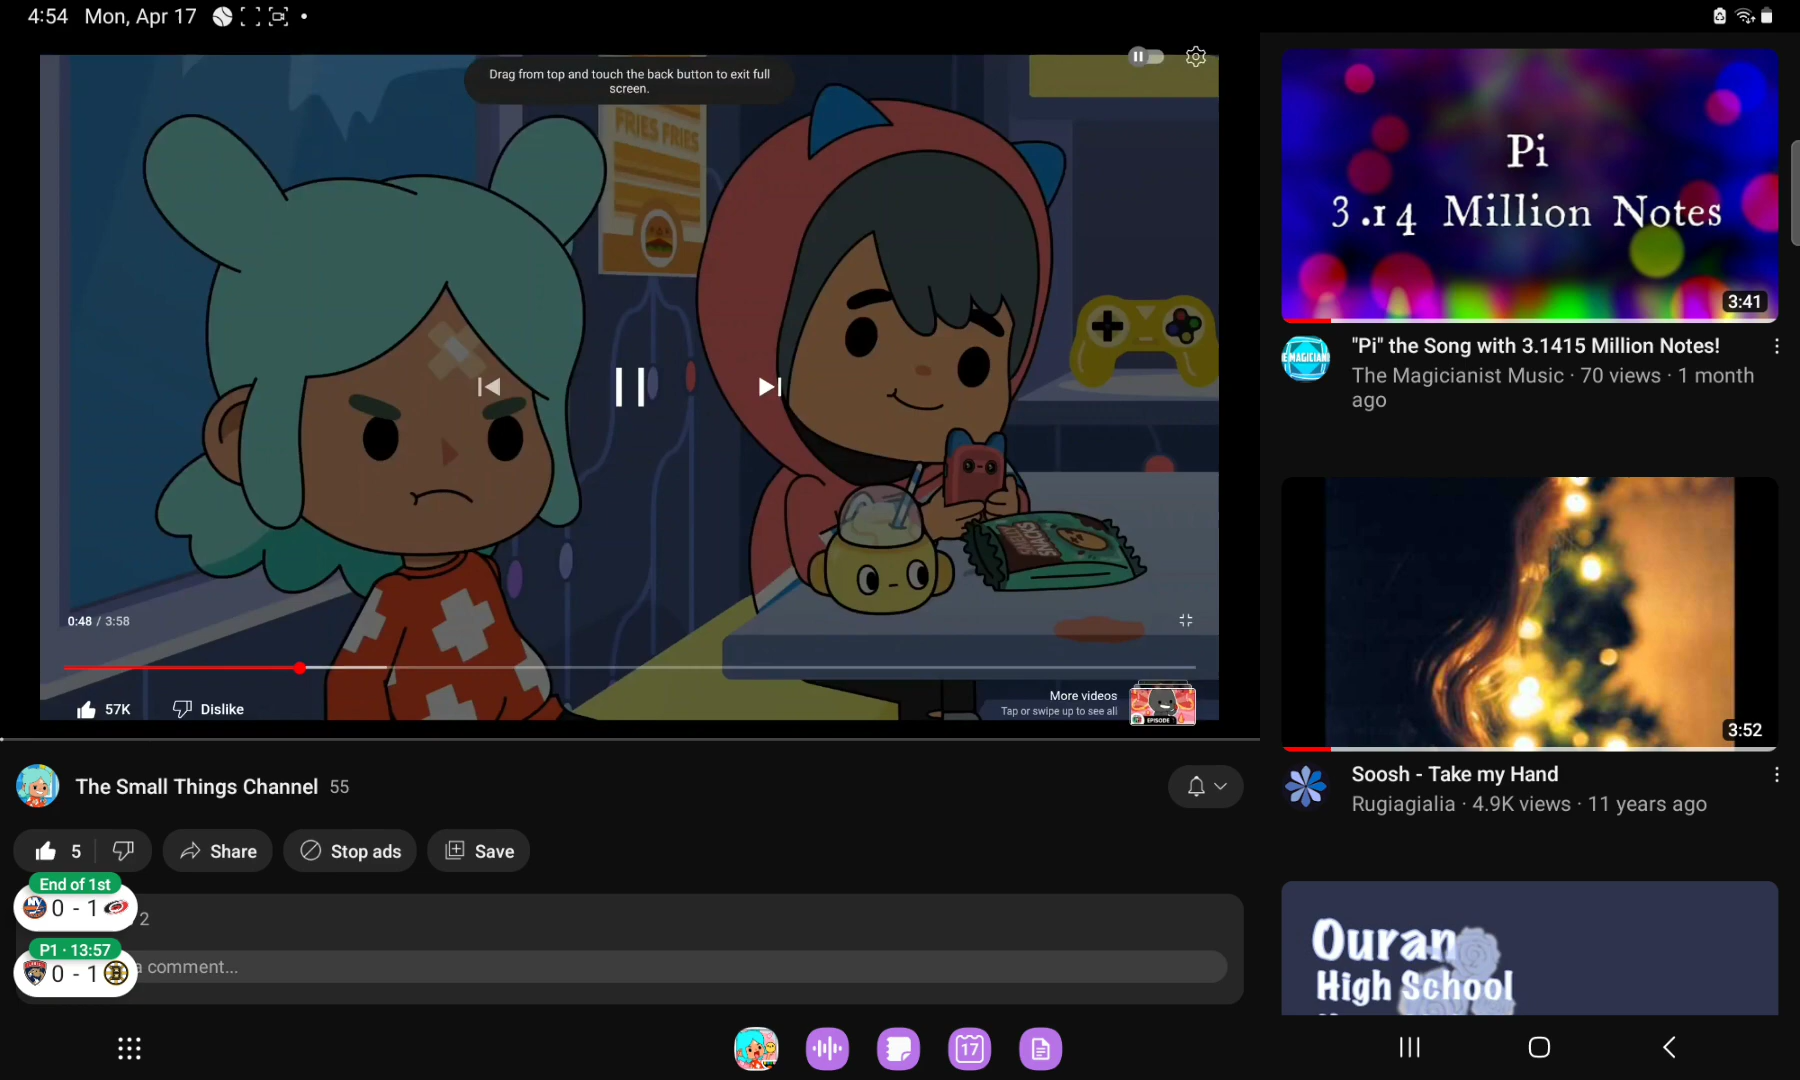 4:54 Mon, Apr 17
Drag from top and touch the back button to exit full
screen.
FRIES FRIES
SNACKS
0:48 / 3:58
57K Dislike
More videos
Tap or swipe up to see all
EPISODE
The Small Things Channel 55
5 Share Stop ads Save
End of 1st
0 - 1
2
P1 · 13:57
0 - 1
a comment...
17
Pi
3.14 Million Notes
3:41
"Pi" the Song with 3.1415 Million Notes!
The Magicianist Music · 70 views · 1 month
ago
3:52
Soosh - Take my Hand
Rugiagialia · 4.9K views · 11 years ago
Ouran
High School